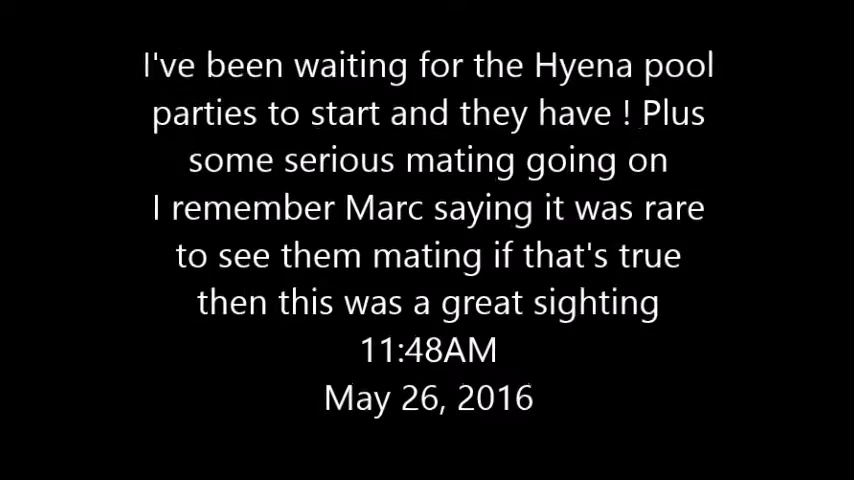 I've been waiting for the Hyena pool
parties to start and they have ! Plus
some serious mating going on
I remember Marc saying it was rare
to see them mating if that's true
then this was a great sighting
11:48AM
May 26, 2016